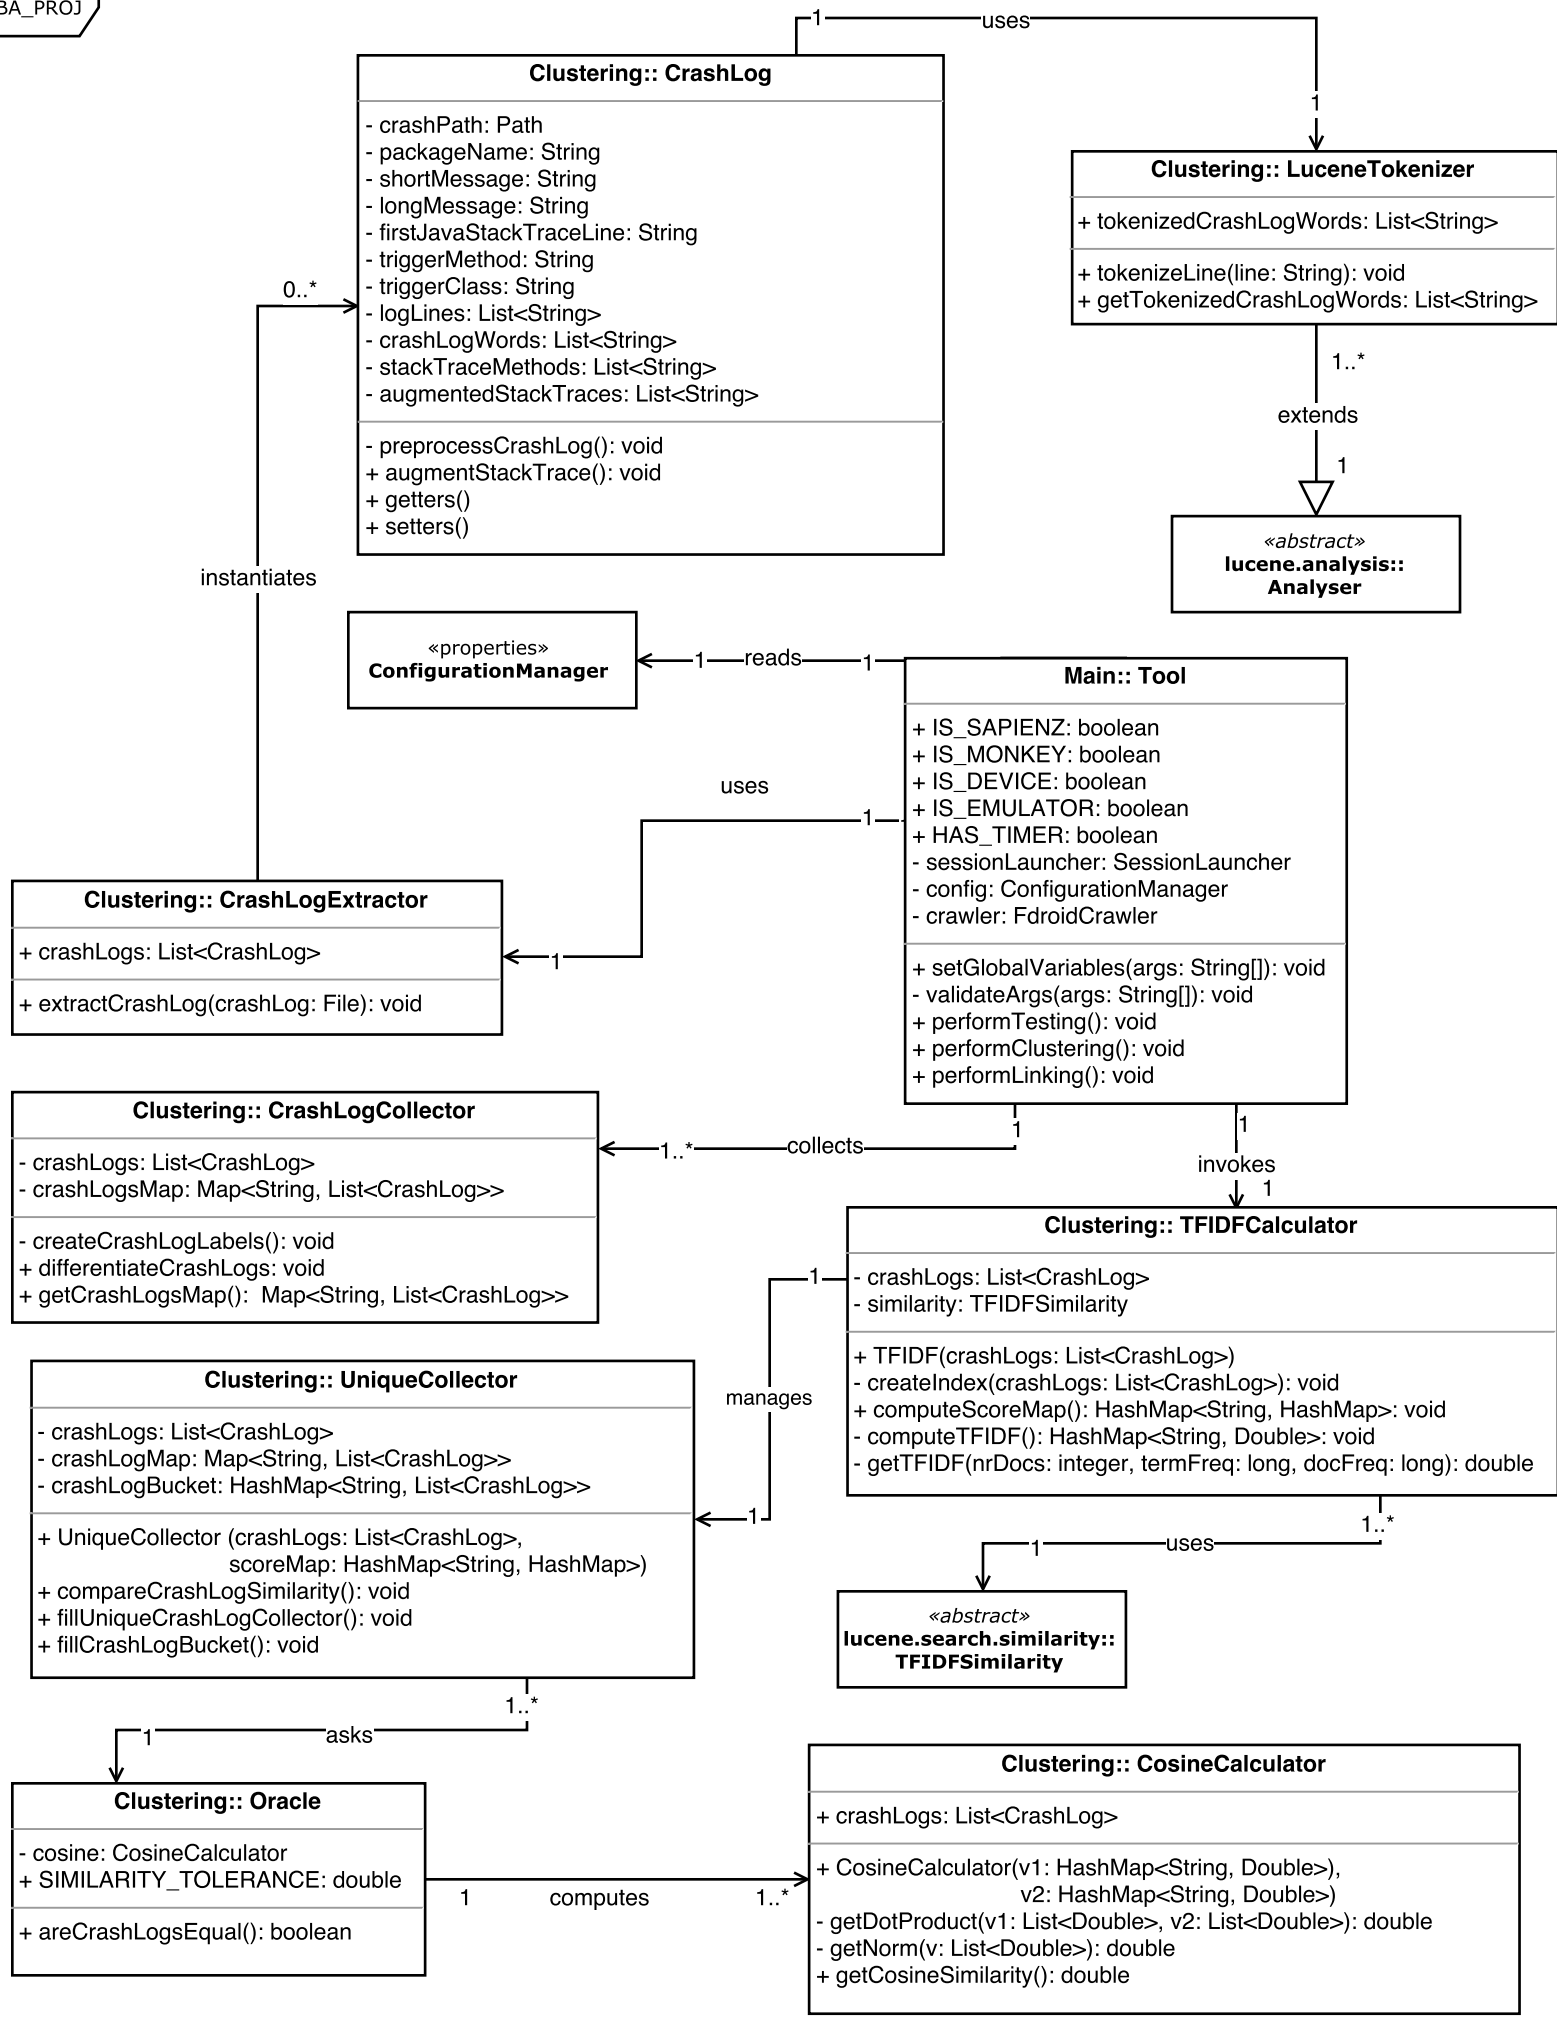 BA_PROJ
1
uses
1
Clustering:: CrashLog
- crashPath: Path
- packageName: String
- shortMessage: String
- longMessage: String
- firstJavaStackTraceLine: String
- triggerMethod: String
- triggerClass: String
- logLines: List<String>
- crashLogWords: List<String>
- stackTraceMethods: List<String>
- augmentedStackTraces: List<String>
- preprocessCrashLog(): void
+ augmentStackTrace(): void
+ getters()
+ setters()
Clustering:: LuceneTokenizer
+ tokenizedCrashLogWords: List<String>
+ tokenizeLine(line: String): void
+ getTokenizedCrashLogWords: List<String>
1..*
extends
1
«abstract»
lucene.analysis::
Analyser
0..*
instantiates
«properties»
ConfigurationManager
1
reads
1
Main:: Tool
+ IS_SAPIENZ: boolean
+ IS_MONKEY: boolean
+ IS_DEVICE: boolean
+ IS_EMULATOR: boolean
+ HAS_TIMER: boolean
- sessionLauncher: SessionLauncher
- config: ConfigurationManager
- crawler: FdroidCrawler
+ setGlobalVariables(args: String[]): void
- validateArgs(args: String[]): void
+ performTesting(): void
+ performClustering(): void
+ performLinking(): void
uses
1
1
Clustering:: CrashLogExtractor
+ crashLogs: List<CrashLog>
+ extractCrashLog(crashLog: File): void
Clustering:: CrashLogCollector
- crashLogs: List<CrashLog>
- crashLogsMap: Map<String, List<CrashLog>>
- createCrashLogLabels(): void
+ differentiateCrashLogs: void
+ getCrashLogsMap():  Map<String, List<CrashLog>>
1..*
collects
1
1
invokes
1
Clustering:: TFIDFCalculator
- crashLogs: List<CrashLog>
- similarity: TFIDFSimilarity
+ TFIDF(crashLogs: List<CrashLog>)
- createIndex(crashLogs: List<CrashLog>): void
+ computeScoreMap(): HashMap<String, HashMap>: void
- computeTFIDF(): HashMap<String, Double>: void
- getTFIDF(nrDocs: integer, termFreq: long, docFreq: long): double
1
manages
1
Clustering:: UniqueCollector
- crashLogs: List<CrashLog>
- crashLogMap: Map<String, List<CrashLog>>
- crashLogBucket: HashMap<String, List<CrashLog>>
+ UniqueCollector (crashLogs: List<CrashLog>,
scoreMap: HashMap<String, HashMap>)
+ compareCrashLogSimilarity(): void
+ fillUniqueCrashLogCollector(): void
+ fillCrashLogBucket(): void
1..*
uses
1
«abstract»
lucene.search.similarity::
TFIDFSimilarity
1..*
asks
1
Clustering:: Oracle
- cosine: CosineCalculator
+ SIMILARITY_TOLERANCE: double
+ areCrashLogsEqual(): boolean
1
computes
1..*
Clustering:: CosineCalculator
+ crashLogs: List<CrashLog>
+ CosineCalculator(v1: HashMap<String, Double>,
v2: HashMap<String, Double>)
- getDotProduct(v1: List<Double>, v2: List<Double>): double
- getNorm(v: List<Double>): double
+ getCosineSimilarity(): double